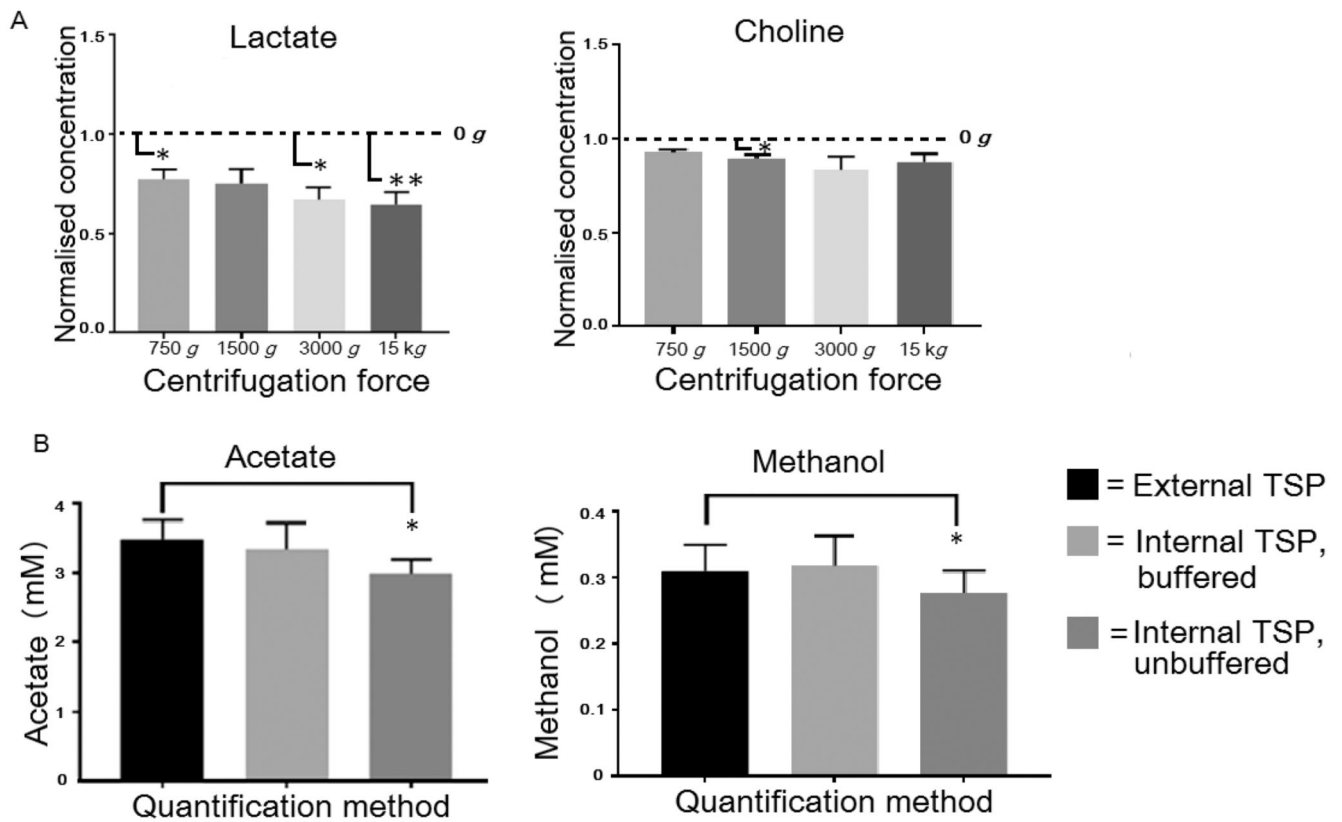 A
Lactate
Normalised concentration
1.5
1.0
0.5
0.0
0 g
*
*
**
750 g 1500 g 3000 g 15 kg
Centrifugation force
Choline
Normalised concentration
1.5
1.0
0.5
0.0
0 g
*
750 g 1500 g 3000 g 15 kg
Centrifugation force
B
Acetate
Acetate (mM)
4
3
2
1
0
*
Quantification method
Methanol
Methanol (mM)
0.4
0.3
0.2
0.1
0
*
Quantification method
= External TSP
= Internal TSP,
buffered
= Internal TSP,
unbuffered